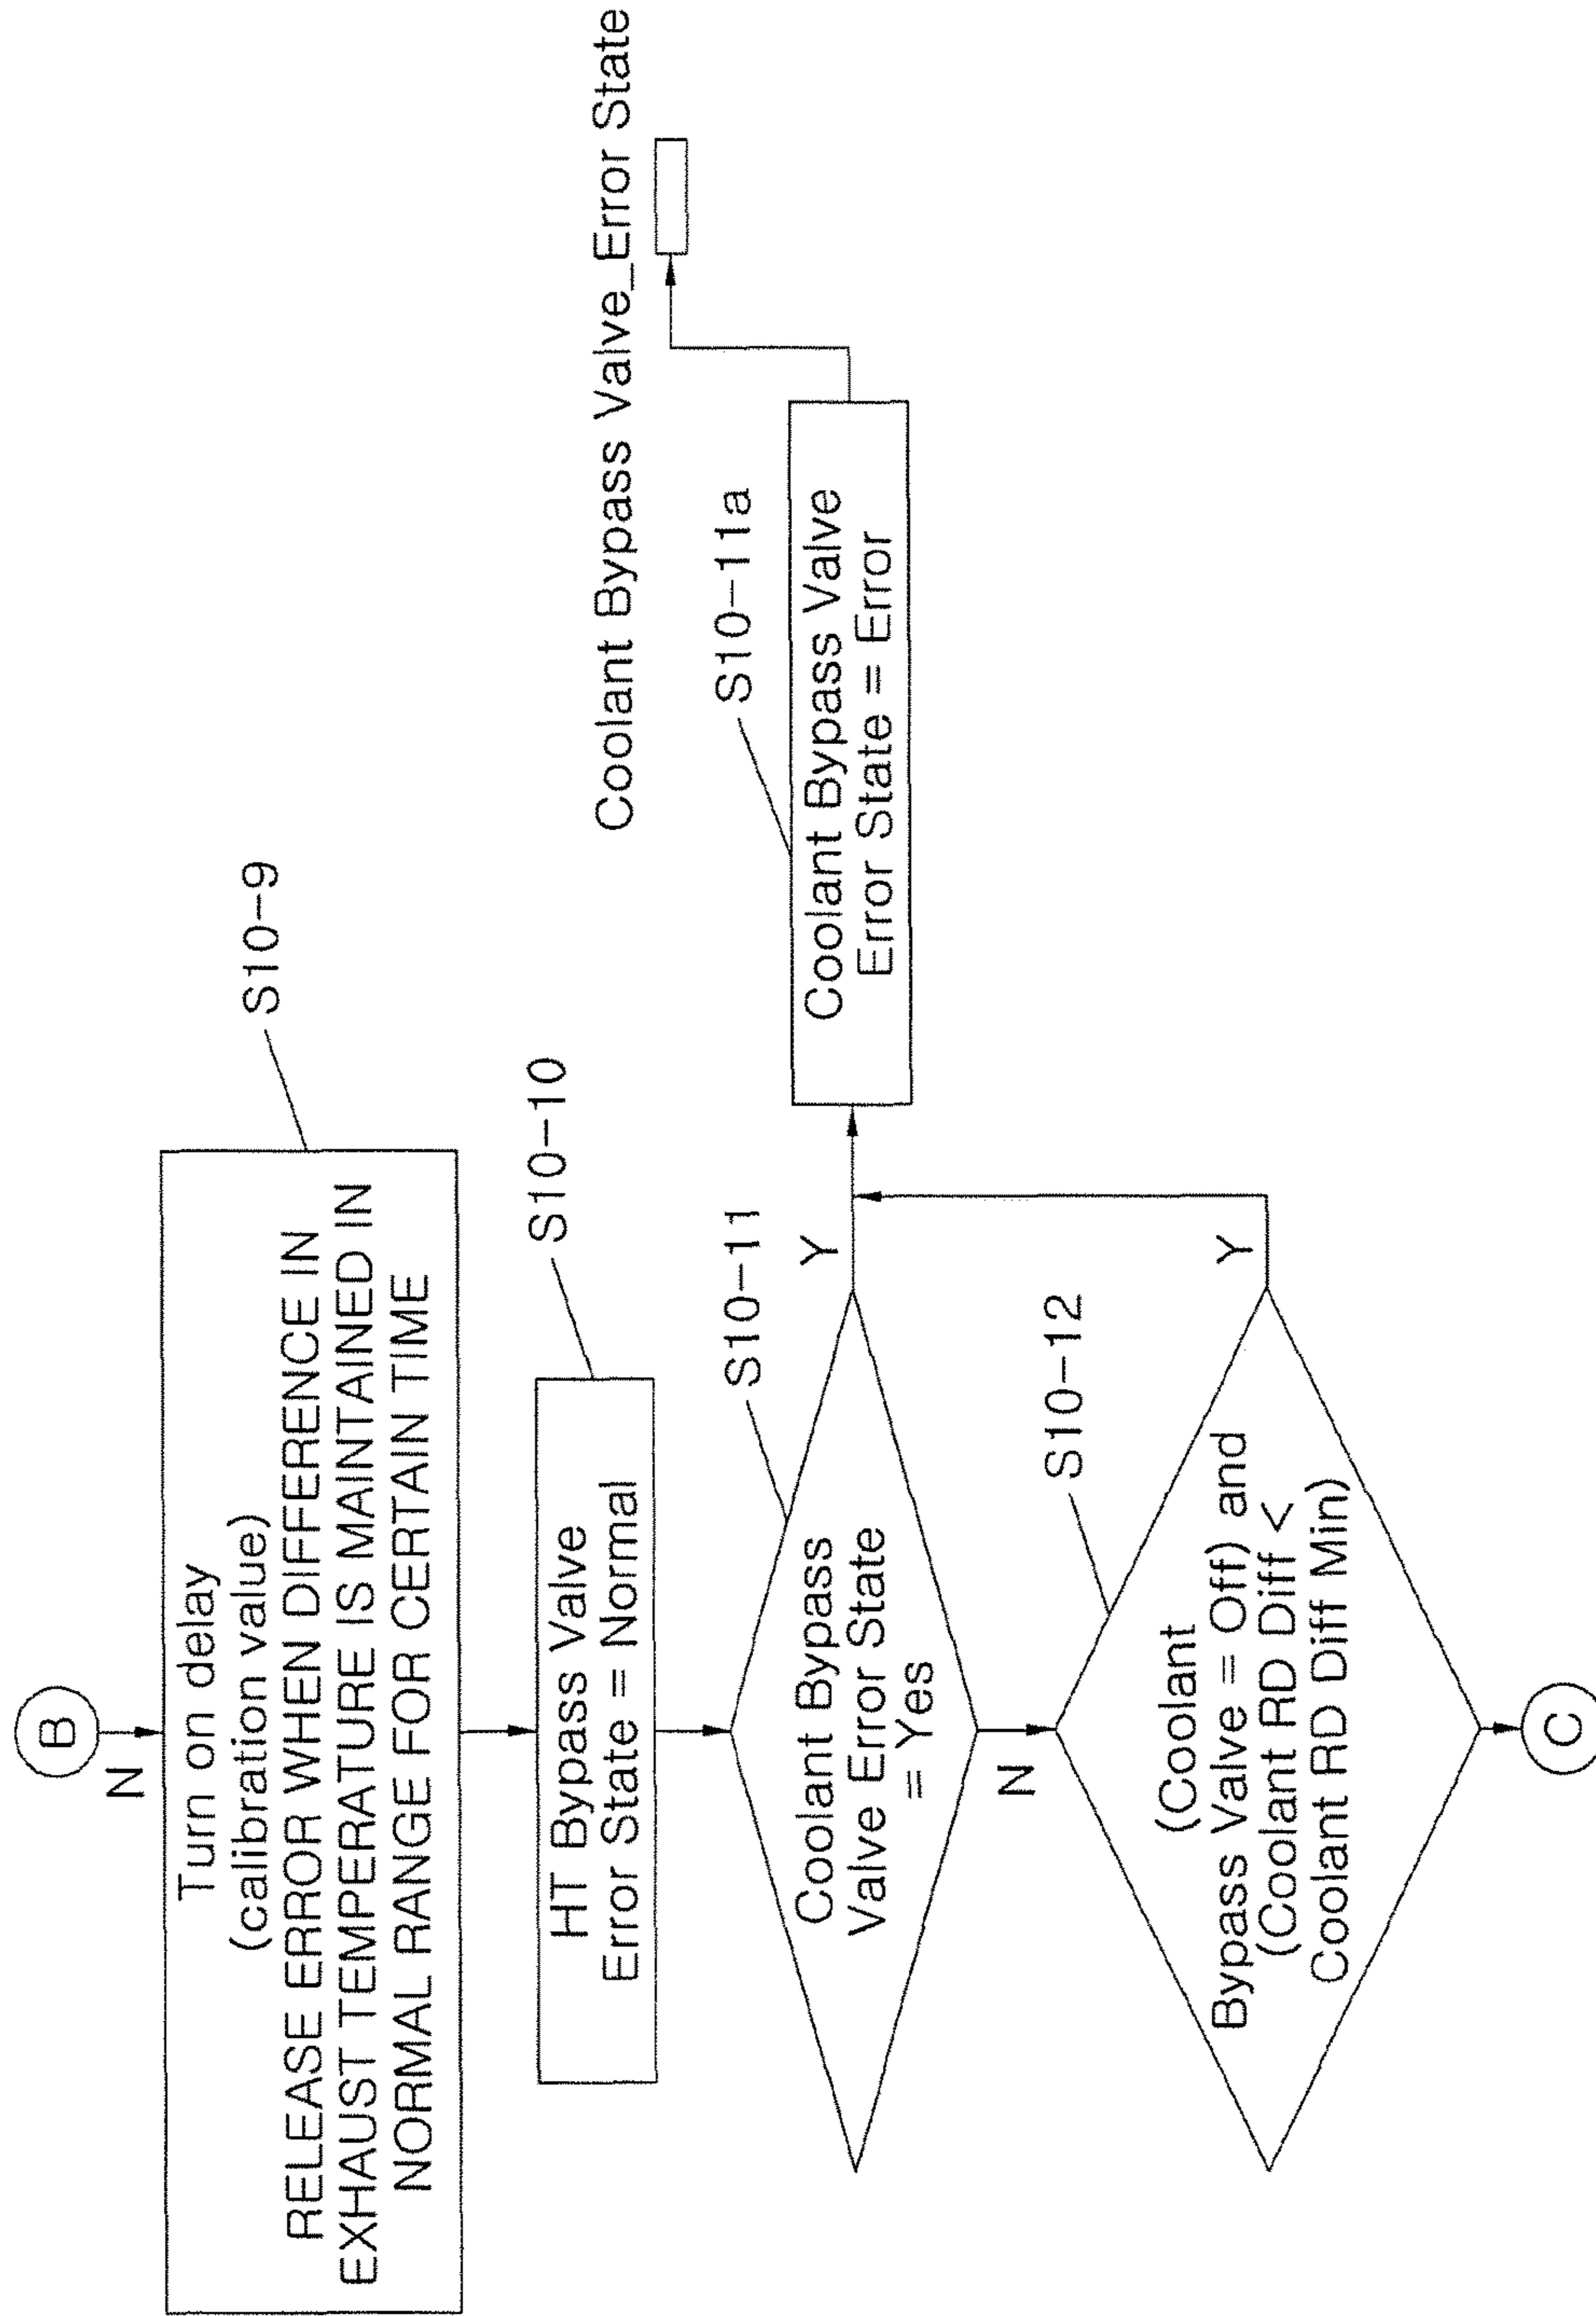 B
N
Turn on delay
(calibration value)
RELEASE ERROR WHEN DIFFERENCE IN
EXHAUST TEMPERATURE IS MAINTAINED IN
NORMAL RANGE FOR CERTAIN TIME
S10-9
HT Bypass Valve
Error State = Normal
S10-10
Coolant Bypass
Valve Error State
= Yes
S10-11
Y
Coolant Bypass Valve
Error State = Error
S10-11a
Coolant Bypass Valve_Error State
N
(Coolant
Bypass Valve = Off) and
(Coolant RD Diff <
Coolant RD Diff Min)
S10-12
Y
C